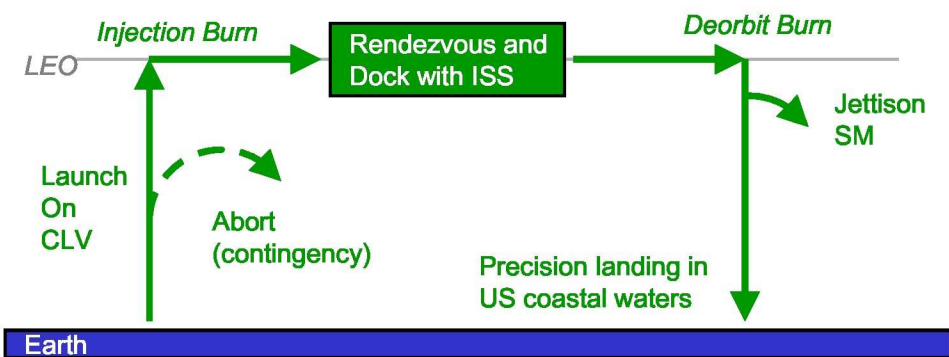 Injection Burn
Deorbit Burn
LEO
Rendezvous and
Dock with ISS
Jettison
SM
Launch
On
CLV
Abort
(contingency)
Precision landing in
US coastal waters
Earth